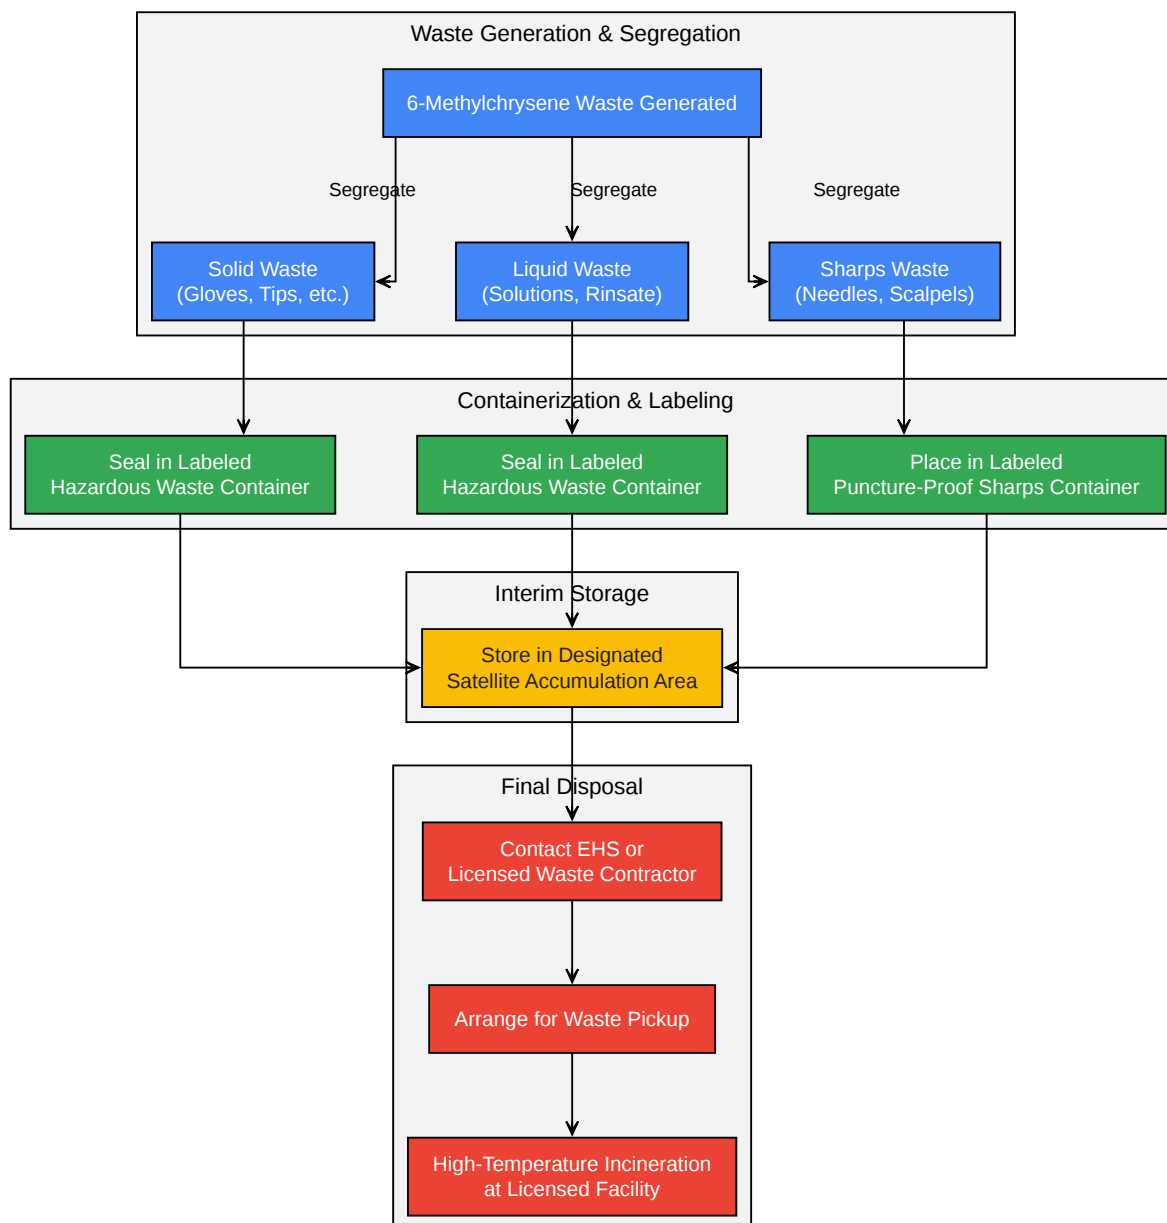 Waste Generation & Segregation
6-Methylchrysene Waste Generated
Segregate
Segregate
Segregate
Solid Waste
(Gloves, Tips, etc.)
Liquid Waste
(Solutions, Rinsate)
Sharps Waste
(Needles, Scalpels)
Containerization & Labeling
Seal in Labeled
Hazardous Waste Container
Seal in Labeled
Hazardous Waste Container
Place in Labeled
Puncture-Proof Sharps Container
Interim Storage
Store in Designated
Satellite Accumulation Area
Final Disposal
Contact EHS or
Licensed Waste Contractor
Arrange for Waste Pickup
High-Temperature Incineration
at Licensed Facility